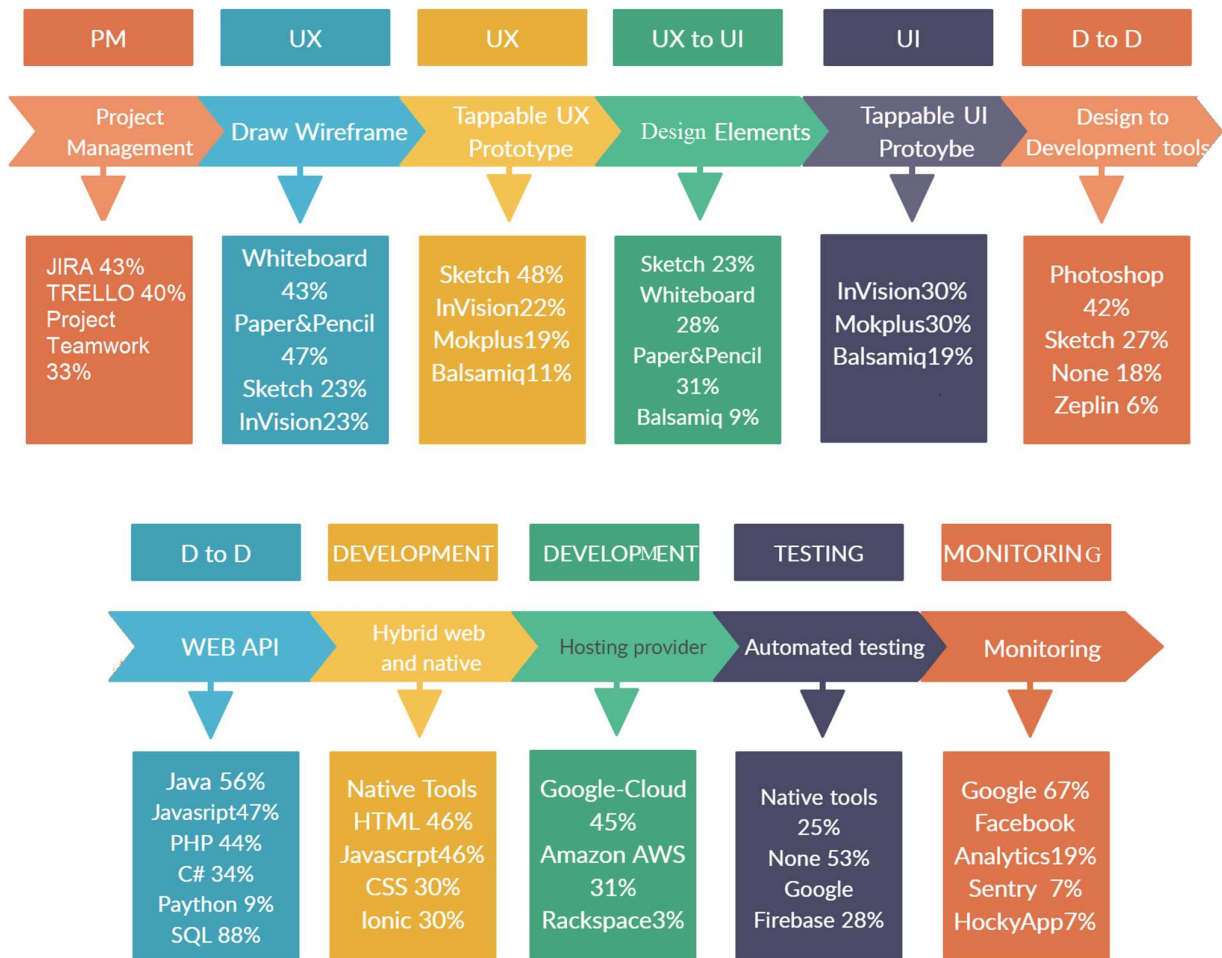 PM
UX
UX
UX to UI
UI
D to D
Project
Management
Draw Wireframe
Tappable UX
Prototype
Design Elements
Tappable UI
Protoybe
Design to
Development tools
JIRA 43%
TRELLO 40%
Project
Teamwork
33%
Whiteboard
43%
Paper&Pencil
47%
Sketch 23%
InVision23%
Sketch 48%
InVision22%
Mokplus19%
Balsamiq11%
Sketch 23%
Whiteboard
28%
Paper&Pencil
31%
Balsamiq 9%
InVision30%
Mokplus30%
Balsamiq19%
Photoshop
42%
Sketch 27%
None 18%
Zeplin 6%
D to D
DEVELOPMENT
DEVELOPMENT
TESTING
MONITORING
WEB API
Hybrid web
and native
Hosting provider
Automated testing
Monitoring
Java 56%
Javasript47%
PHP 44%
C# 34%
Paython 9%
SQL 88%
Native Tools
HTML 46%
Javascrpt46%
CSS 30%
Ionic 30%
Google-Cloud
45%
Amazon AWS
31%
Rackspace3%
Native tools
25%
None 53%
Google
Firebase 28%
Google 67%
Facebook
Analytics19%
Sentry 7%
HockyApp7%